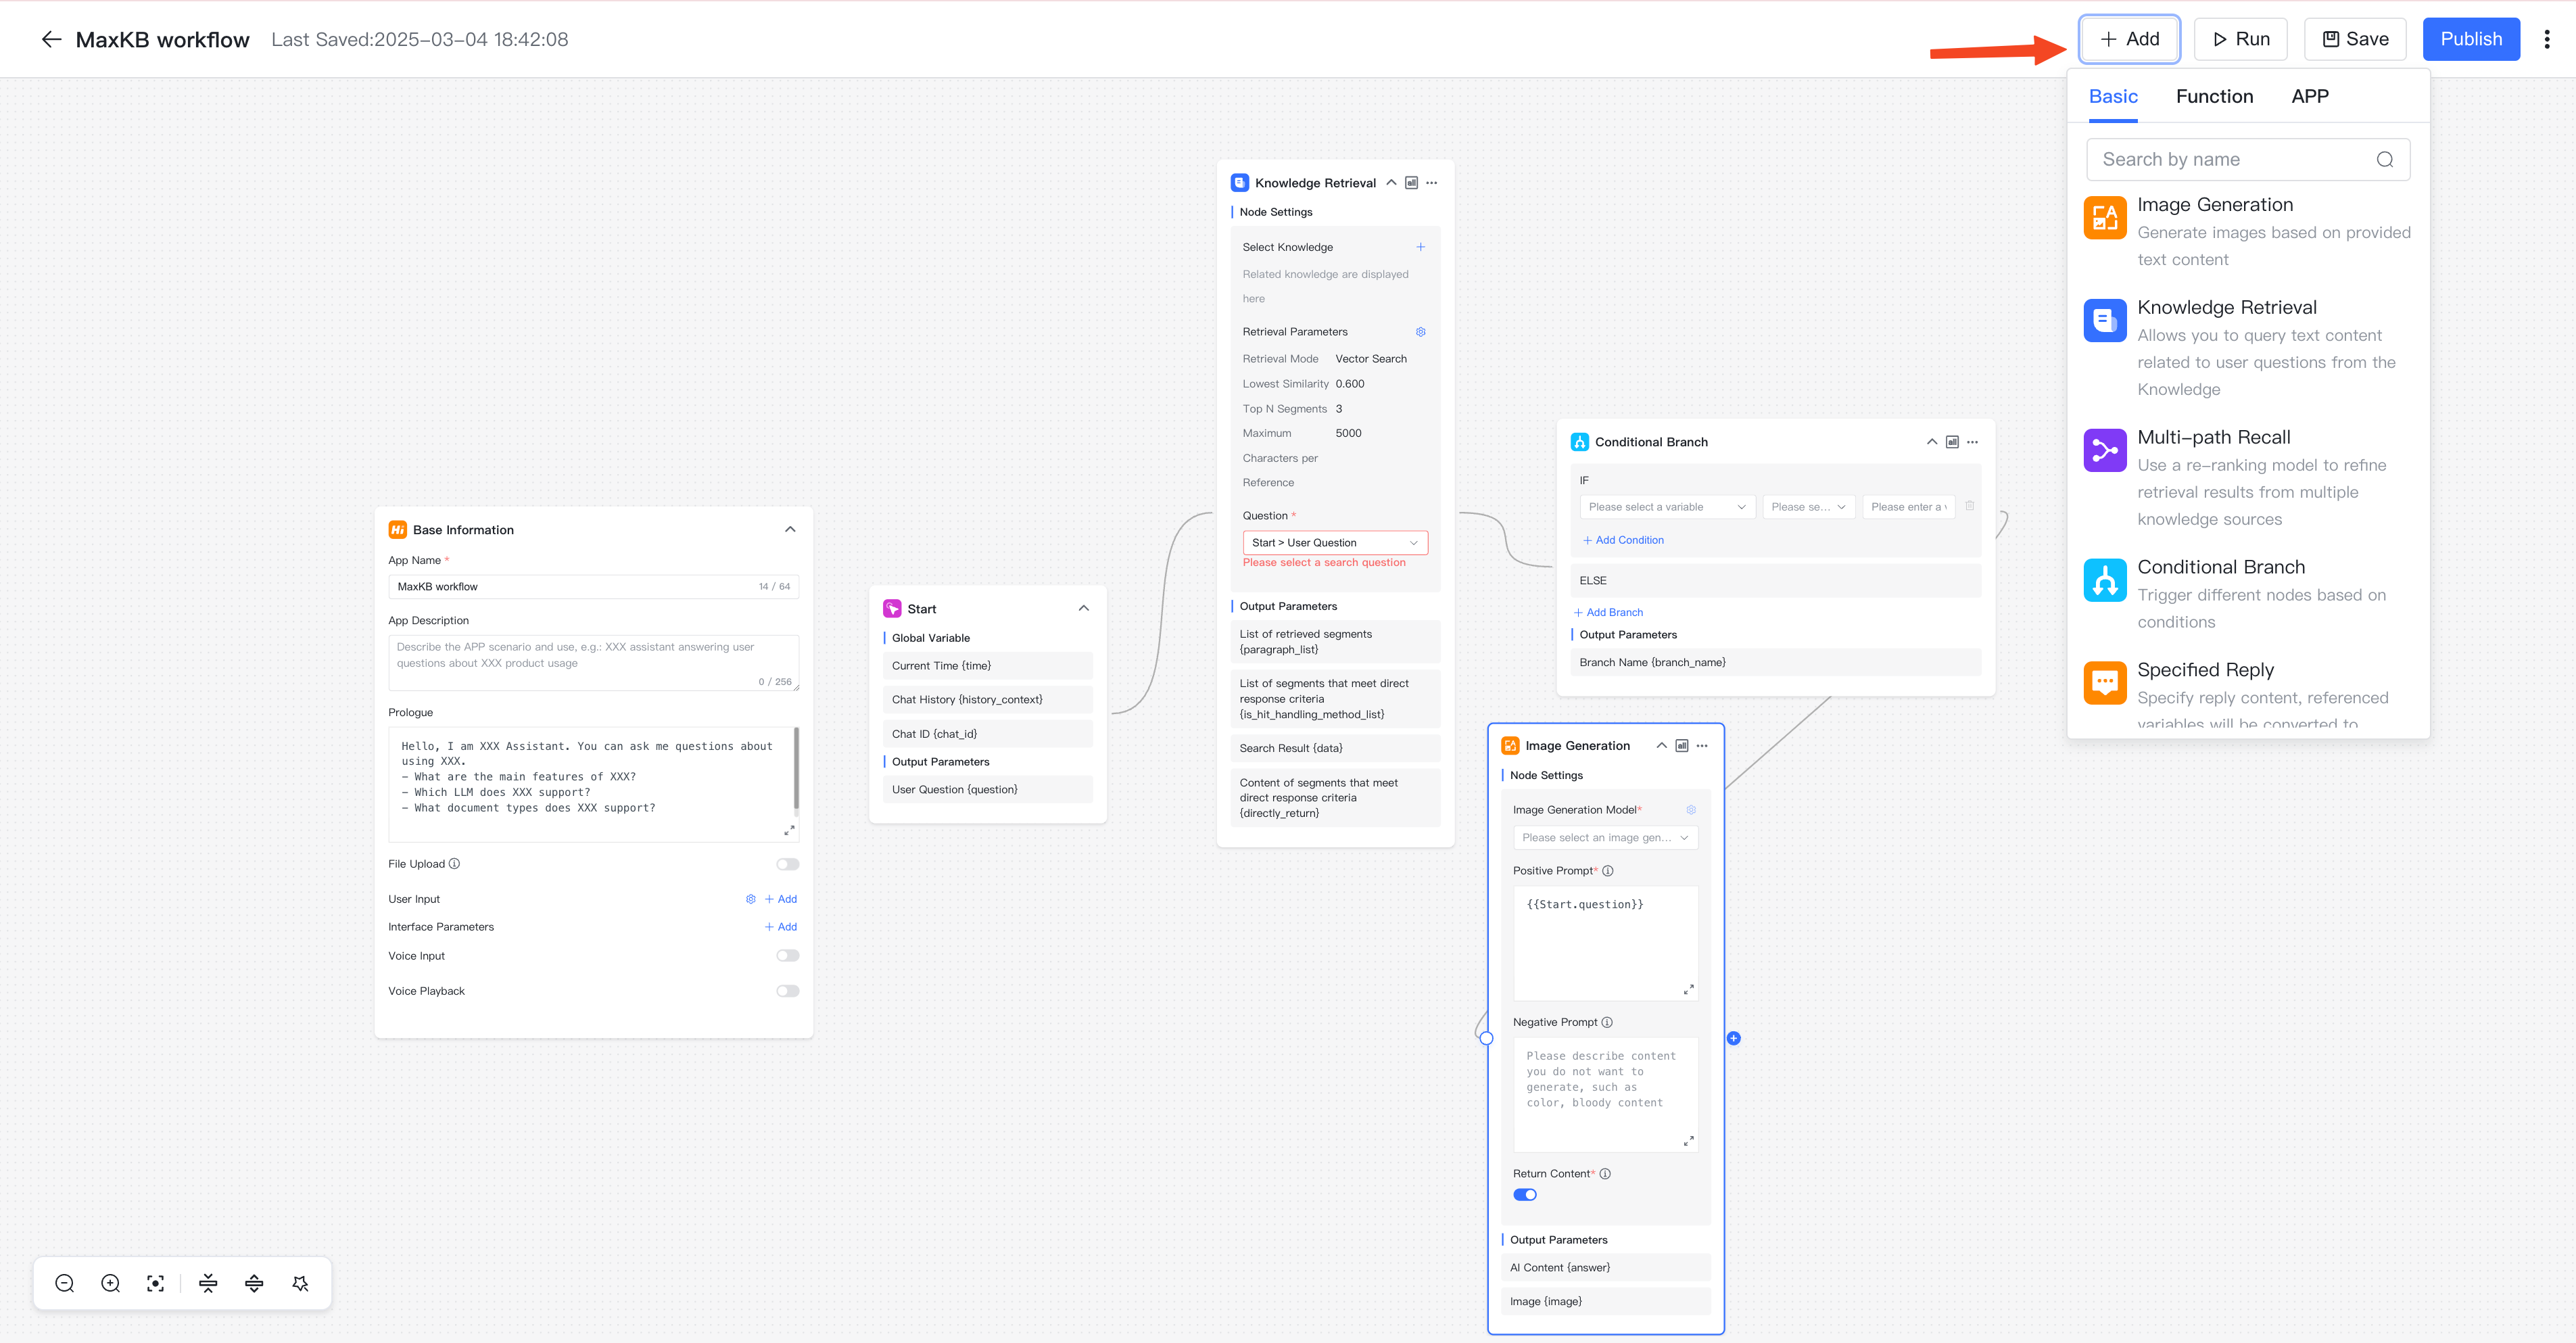 MaxKB workflow Last Saved:2025-03-04 18:42:08
Add
Run
Save
Publish
Basic Function APP
Search by name
Image Generation
Generate images based on provided
text content
Knowledge Retrieval
Allows you to query text content
related to user questions from the
Knowledge
Multi-path Recall
Use a re-ranking model to refine
retrieval results from multiple
knowledge sources
Conditional Branch
Trigger different nodes based on
conditions
Specified Reply
Specify reply content, referenced
variables will be converted to
Hi Base Information
App Name *
MaxKB workflow 14 / 64
App Description
Describe the APP scenario and use, e.g.: XXX assistant answering user
questions about XXX product usage
0 / 256
Prologue
Hello, I am XXX Assistant. You can ask me questions about
using XXX.
- What are the main features of XXX?
- Which LLM does XXX support?
- What document types does XXX support?
File Upload
User Input + Add
Interface Parameters + Add
Voice Input
Voice Playback
Start
Global Variable
Current Time {time}
Chat History {history_context}
Chat ID {chat_id}
Output Parameters
User Question {question}
Knowledge Retrieval
Node Settings
Select Knowledge +
Related knowledge are displayed
here
Retrieval Parameters
Retrieval Mode Vector Search
Lowest Similarity 0.600
Top N Segments 3
Maximum 5000
Characters per
Reference
Question *
Start > User Question
Please select a search question
Output Parameters
List of retrieved segments
{paragraph_list}
List of segments that meet direct
response criteria
{is_hit_handling_method_list}
Search Result {data}
Content of segments that meet
direct response criteria
{directly_return}
Conditional Branch
IF
Please select a variable Please se... Please enter a
+ Add Condition
ELSE
+ Add Branch
Output Parameters
Branch Name {branch_name}
Image Generation
Node Settings
Image Generation Model*
Please select an image gen...
Positive Prompt*
{{Start.question}}
Negative Prompt
Please describe content
you do not want to
generate, such as
color, bloody content
Return Content*
Output Parameters
AI Content {answer}
Image {image}